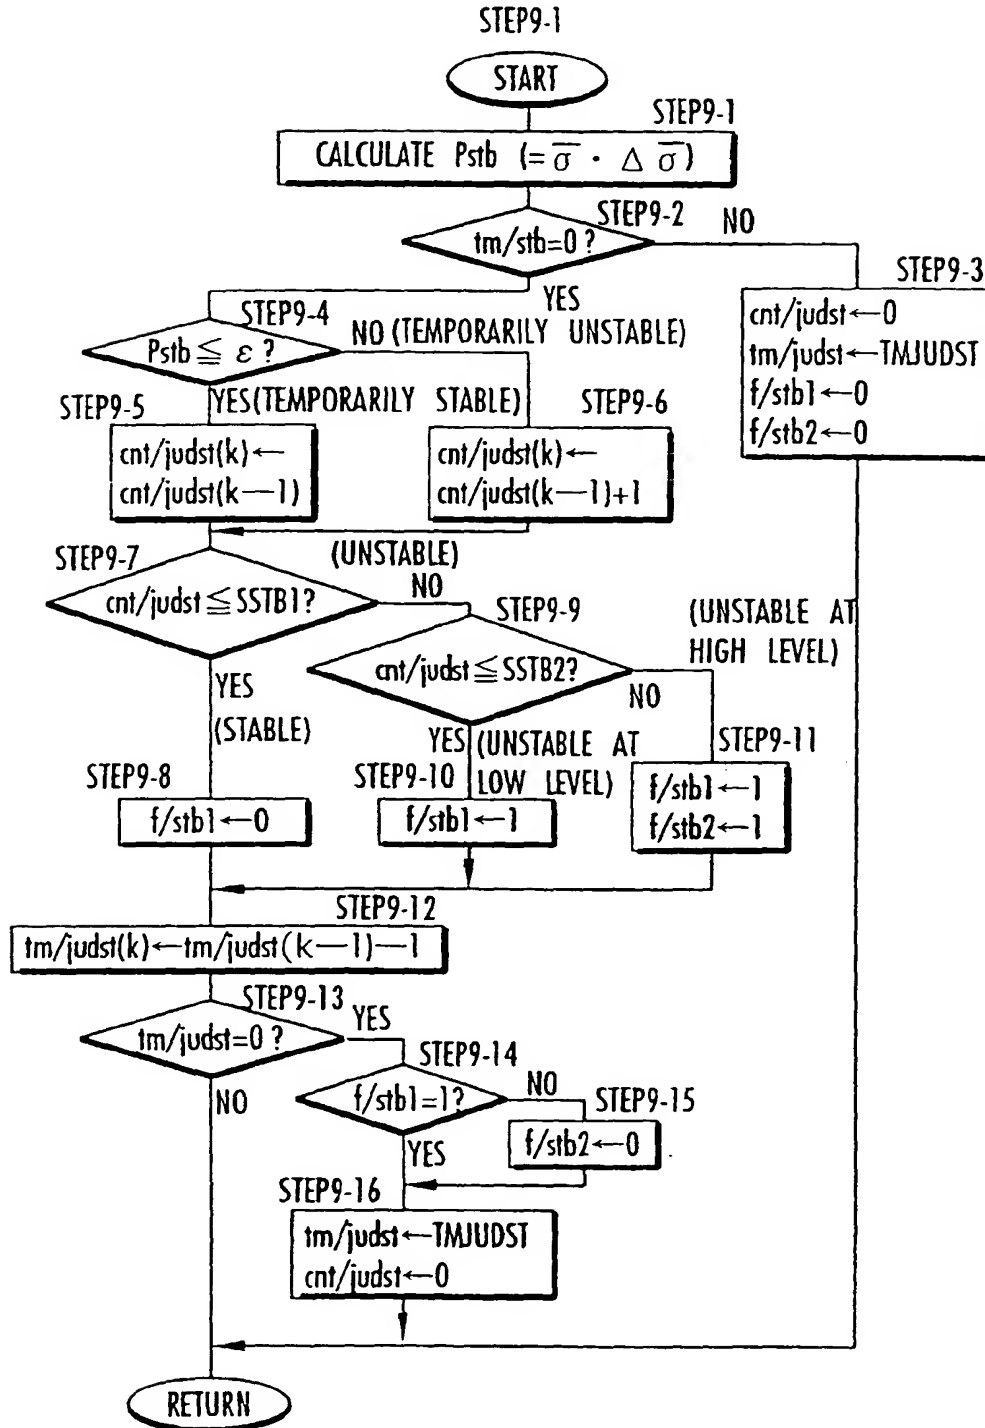 STEP9-1
START
STEP9-1
CALCULATE Pstb (= σ̅ · Δ σ̅)
STEP9-2
NO
tm/stb=0 ?
YES
STEP9-3
cnt/judst←0
tm/judst←TMJUDST
f/stb1←0
f/stb2←0
STEP9-4
NO (TEMPORARILY UNSTABLE)
Pstb ≦ ε ?
YES(TEMPORARILY STABLE)
STEP9-5
cnt/judst(k)←
cnt/judst(k—1)
STEP9-6
cnt/judst(k)←
cnt/judst(k—1)+1
STEP9-7
(UNSTABLE)
NO
cnt/judst≦SSTB1?
STEP9-9
(UNSTABLE AT
HIGH LEVEL)
cnt/judst≦SSTB2?
NO
YES
(STABLE)
YES
(UNSTABLE AT
LOW LEVEL)
STEP9-8
f/stb1←0
STEP9-10
f/stb1←1
STEP9-11
f/stb1←1
f/stb2←1
STEP9-12
tm/judst(k)←tm/judst(k—1)—1
STEP9-13
YES
tm/judst=0 ?
NO
STEP9-14
f/stb1=1?
NO
YES
STEP9-15
f/stb2←0
STEP9-16
tm/judst←TMJUDST
cnt/judst←0
RETURN